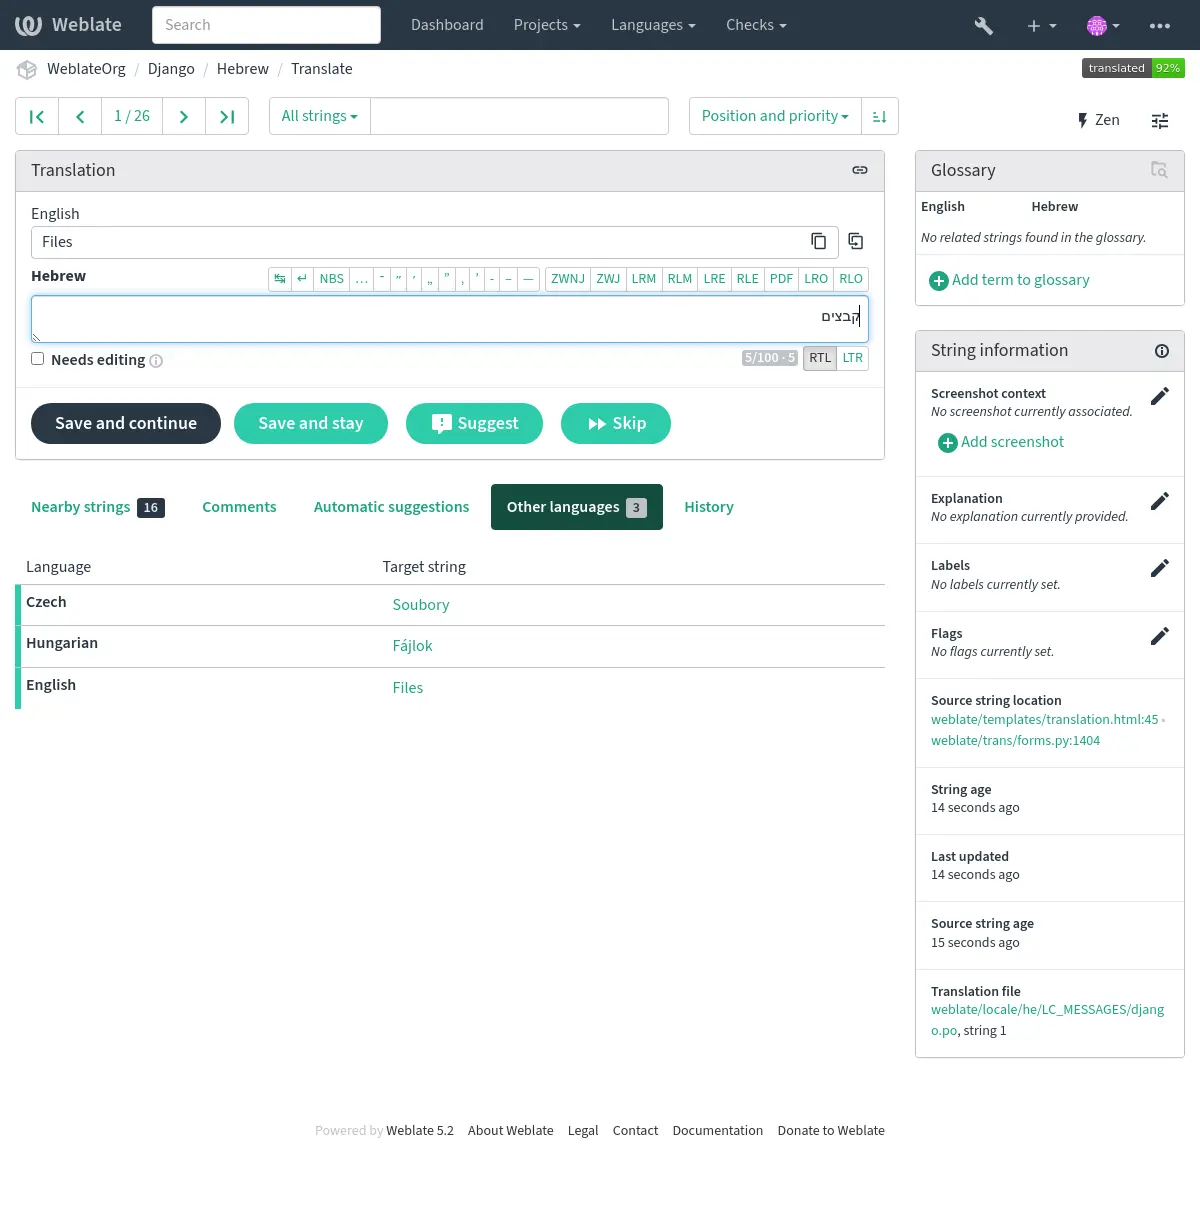 Weblate
Search
Dashboard
Projects
Languages
Checks
WeblateOrg / Django / Hebrew / Translate
translated 92%
1 / 26
All strings
Position and priority
Zen
Translation
English
Files
Hebrew
↹ ↵ NBS … ־ ״ ׳ „ ” ‚ ’ - – — ZWNJ ZWJ LRM RLM LRE RLE PDF LRO RLO
קבצים
Needs editing
5/100 · 5
RTL LTR
Save and continue
Save and stay
Suggest
Skip
Nearby strings 16
Comments
Automatic suggestions
Other languages 3
History
Language Target string
Czech Soubory
Hungarian Fájlok
English Files
Glossary
English Hebrew
No related strings found in the glossary.
Add term to glossary
String information
Screenshot context
No screenshot currently associated.
Add screenshot
Explanation
No explanation currently provided.
Labels
No labels currently set.
Flags
No flags currently set.
Source string location
weblate/templates/translation.html:45 •
weblate/trans/forms.py:1404
String age
14 seconds ago
Last updated
14 seconds ago
Source string age
15 seconds ago
Translation file
weblate/locale/he/LC_MESSAGES/djang
o.po, string 1
Powered by Weblate 5.2 About Weblate Legal Contact Documentation Donate to Weblate